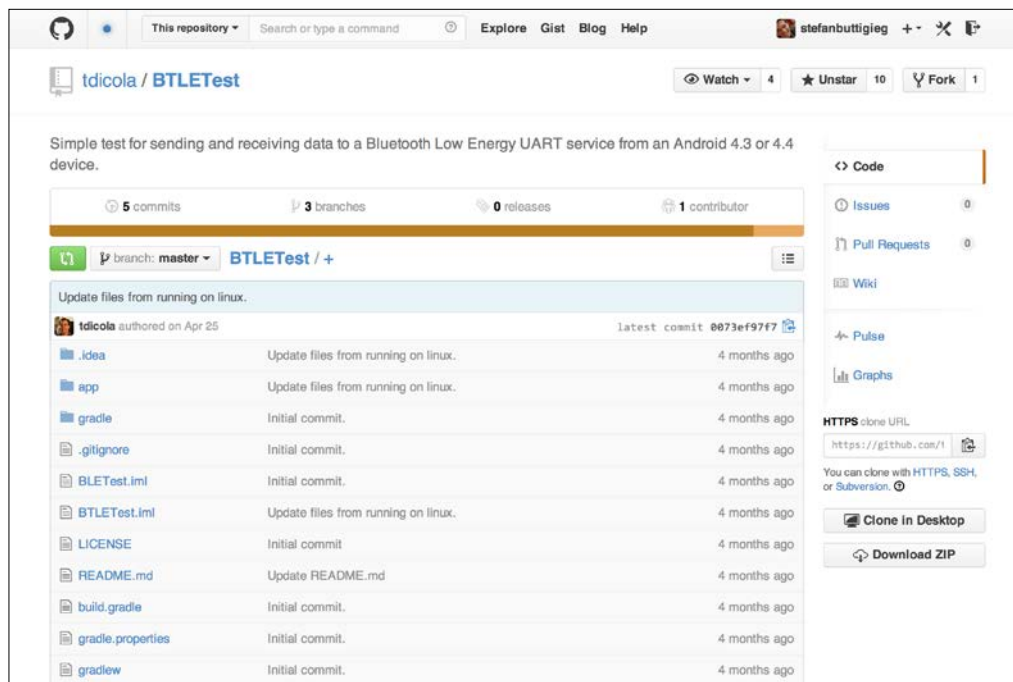 This repository Search or type a command Explore Gist Blog Help stefanbuttigieg
tdicola / BTLETest Watch 4 Unstar 10 Fork 1
Simple test for sending and receiving data to a Bluetooth Low Energy UART service from an Android 4.3 or 4.4
device.
5 commits 3 branches 0 releases 1 contributor
branch: master BTLETest / +
Update files from running on linux.
tdicola authored on Apr 25 latest commit 0073ef97f7
.idea Update files from running on linux. 4 months ago
app Update files from running on linux. 4 months ago
gradle Initial commit. 4 months ago
.gitignore Initial commit. 4 months ago
BLETest.iml Initial commit. 4 months ago
BTLETest.iml Update files from running on linux. 4 months ago
LICENSE Initial commit 4 months ago
README.md Update README.md 4 months ago
build.gradle Initial commit. 4 months ago
gradle.properties Initial commit. 4 months ago
gradlew Initial commit. 4 months ago
Code
Issues 0
Pull Requests 0
Wiki
Pulse
Graphs
HTTPS clone URL
https://github.com/t
You can clone with HTTPS, SSH,
or Subversion.
Clone in Desktop
Download ZIP